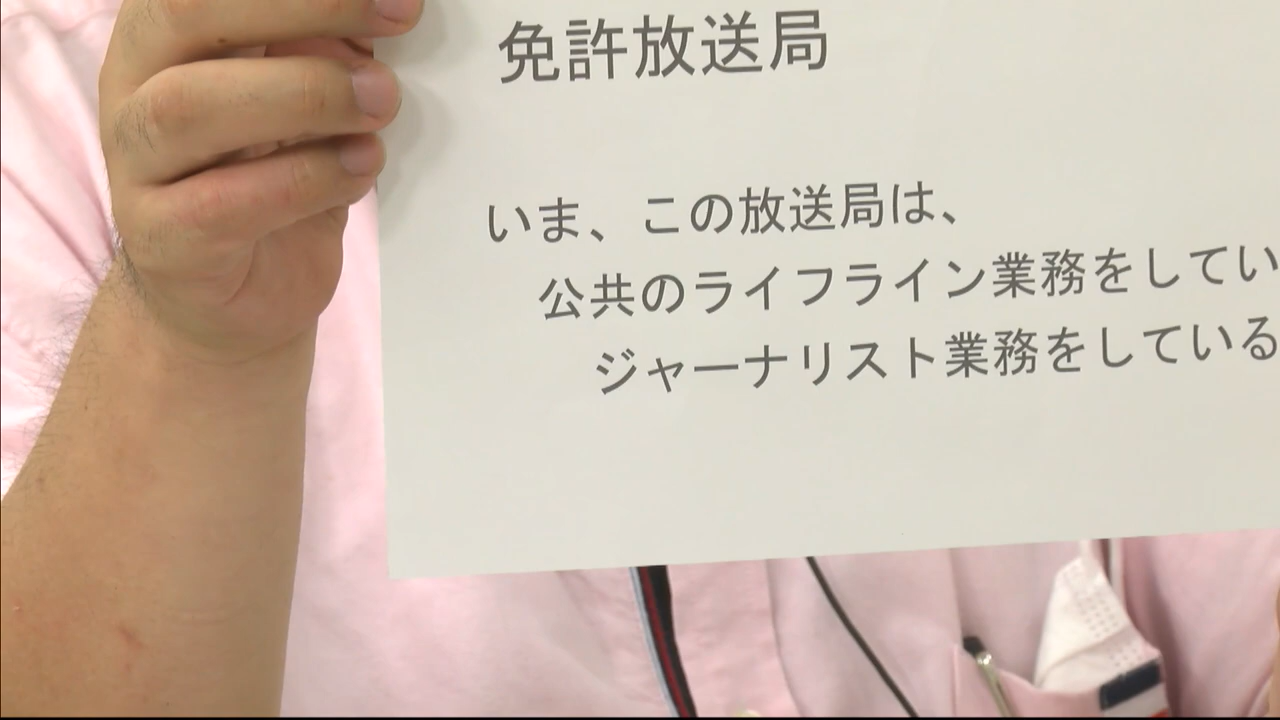 免許放送局
いま、この放送局は、
公共のライフライン業務をしてい
ジャーナリスト業務をしている